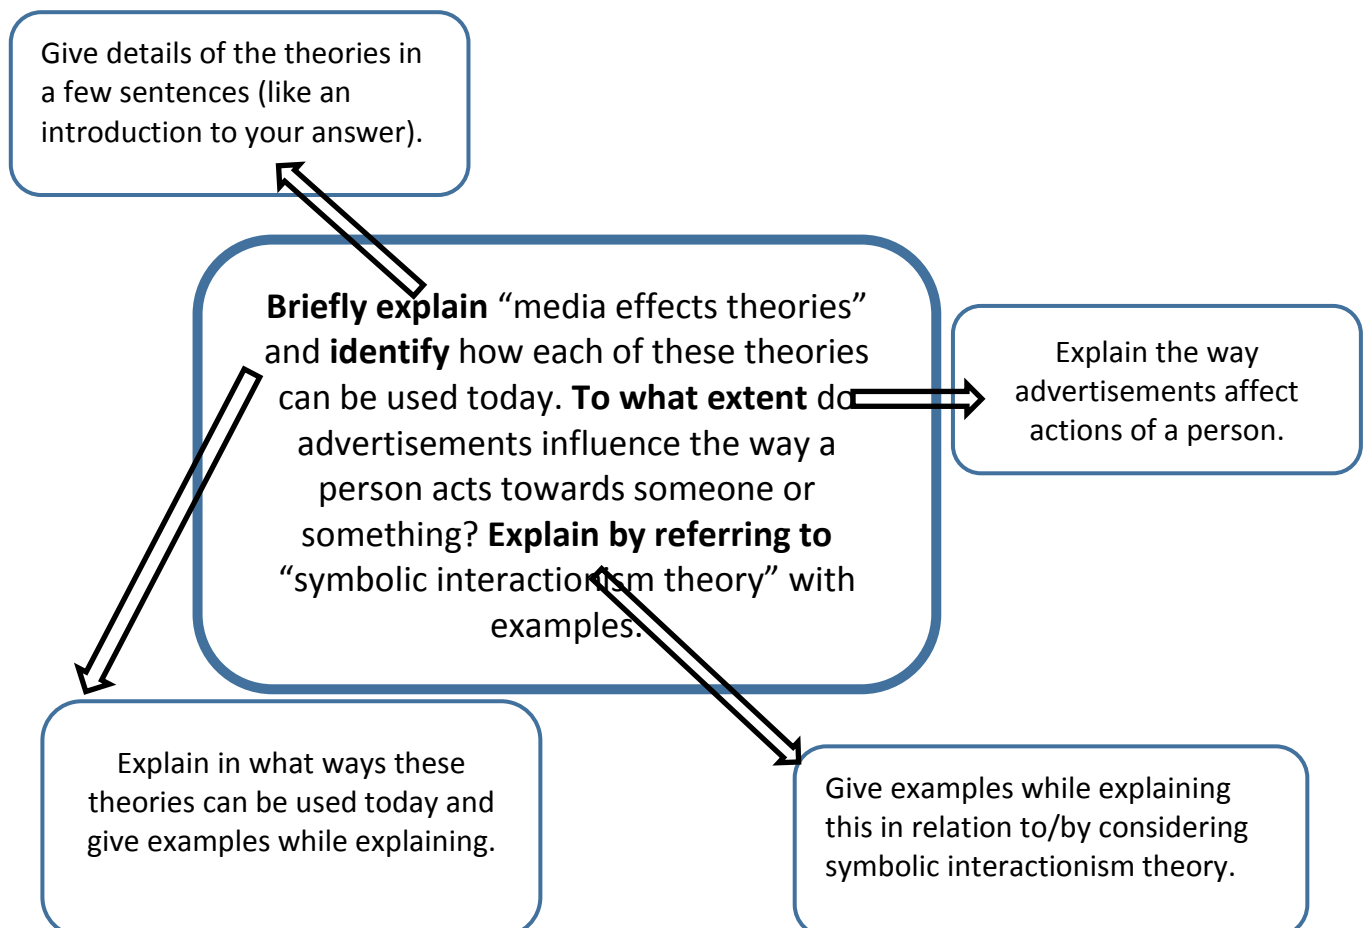 Give details of the theories in
a few sentences (like an
introduction to your answer).
Briefly explain “media effects theories”
and identify how each of these theories
can be used today. To what extent do
advertisements influence the way a
person acts towards someone or
something? Explain by referring to
“symbolic interactionism theory” with
examples.
Explain the way
advertisements affect
actions of a person.
Explain in what ways these
theories can be used today and
give examples while explaining.
Give examples while explaining
this in relation to/by considering
symbolic interactionism theory.